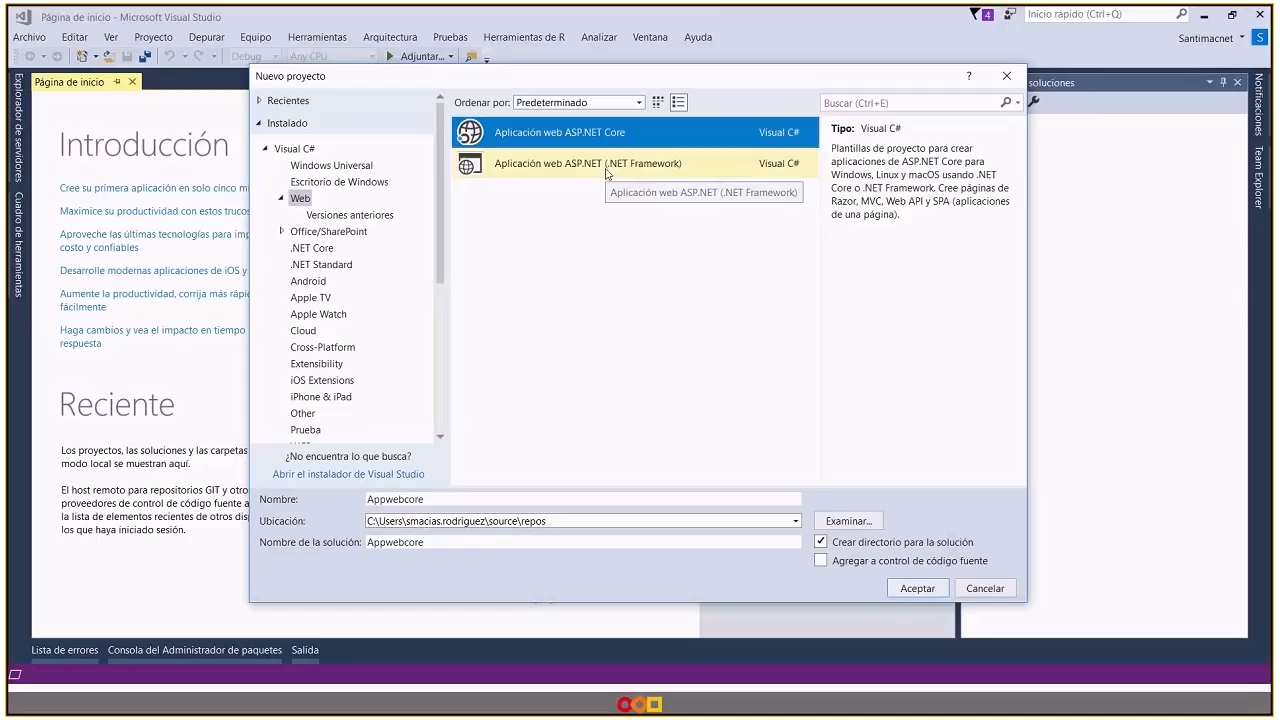 Página de inicio - Microsoft Visual Studio
4
Inicio rápido (Ctrl+Q)
Archivo Editar Ver Proyecto Depurar Equipo Herramientas Arquitectura Pruebas Herramientas de R Analizar Ventana Ayuda
Santimacnet
S
Debug Any CPU Adjuntar...
Explorador de servidores
Cuadro de herramientas
Página de inicio
Introducción
Cree su primera aplicación en solo cinco mi
Maximice su productividad con estos trucos
Aproveche las últimas tecnologías para imp
costo y confiables
Desarrolle modernas aplicaciones de iOS y
Aumente la productividad, corrija más rápi
fácilmente
Haga cambios y vea el impacto en tiempo
respuesta
Reciente
Los proyectos, las soluciones y las carpetas
modo local se muestran aquí.
El host remoto para repositorios GIT y otro
proveedores de control de código fuente a
la lista de elementos recientes de otros disp
los que haya iniciado sesión.
Nuevo proyecto
Recientes
Instalado
Visual C#
Windows Universal
Escritorio de Windows
Web
Versiones anteriores
Office/SharePoint
.NET Core
.NET Standard
Android
Apple TV
Apple Watch
Cloud
Cross-Platform
Extensibility
iOS Extensions
iPhone & iPad
Other
Prueba
¿No encuentra lo que busca?
Abrir el instalador de Visual Studio
Ordenar por: Predeterminado
Aplicación web ASP.NET Core Visual C#
Aplicación web ASP.NET (.NET Framework) Visual C#
Aplicación web ASP.NET (.NET Framework)
Buscar (Ctrl+E)
Tipo: Visual C#
Plantillas de proyecto para crear
aplicaciones de ASP.NET Core para
Windows, Linux y macOS usando .NET
Core o .NET Framework. Cree páginas de
Razor, MVC, Web API y SPA (aplicaciones
de una página).
Nombre: Appwebcore
Ubicación: C:\Users\smacias.rodriguez\source\repos
Examinar...
Nombre de la solución: Appwebcore
Crear directorio para la solución
Agregar a control de código fuente
Aceptar Cancelar
soluciones
Notificaciones
Team Explorer
Lista de errores Consola del Administrador de paquetes Salida